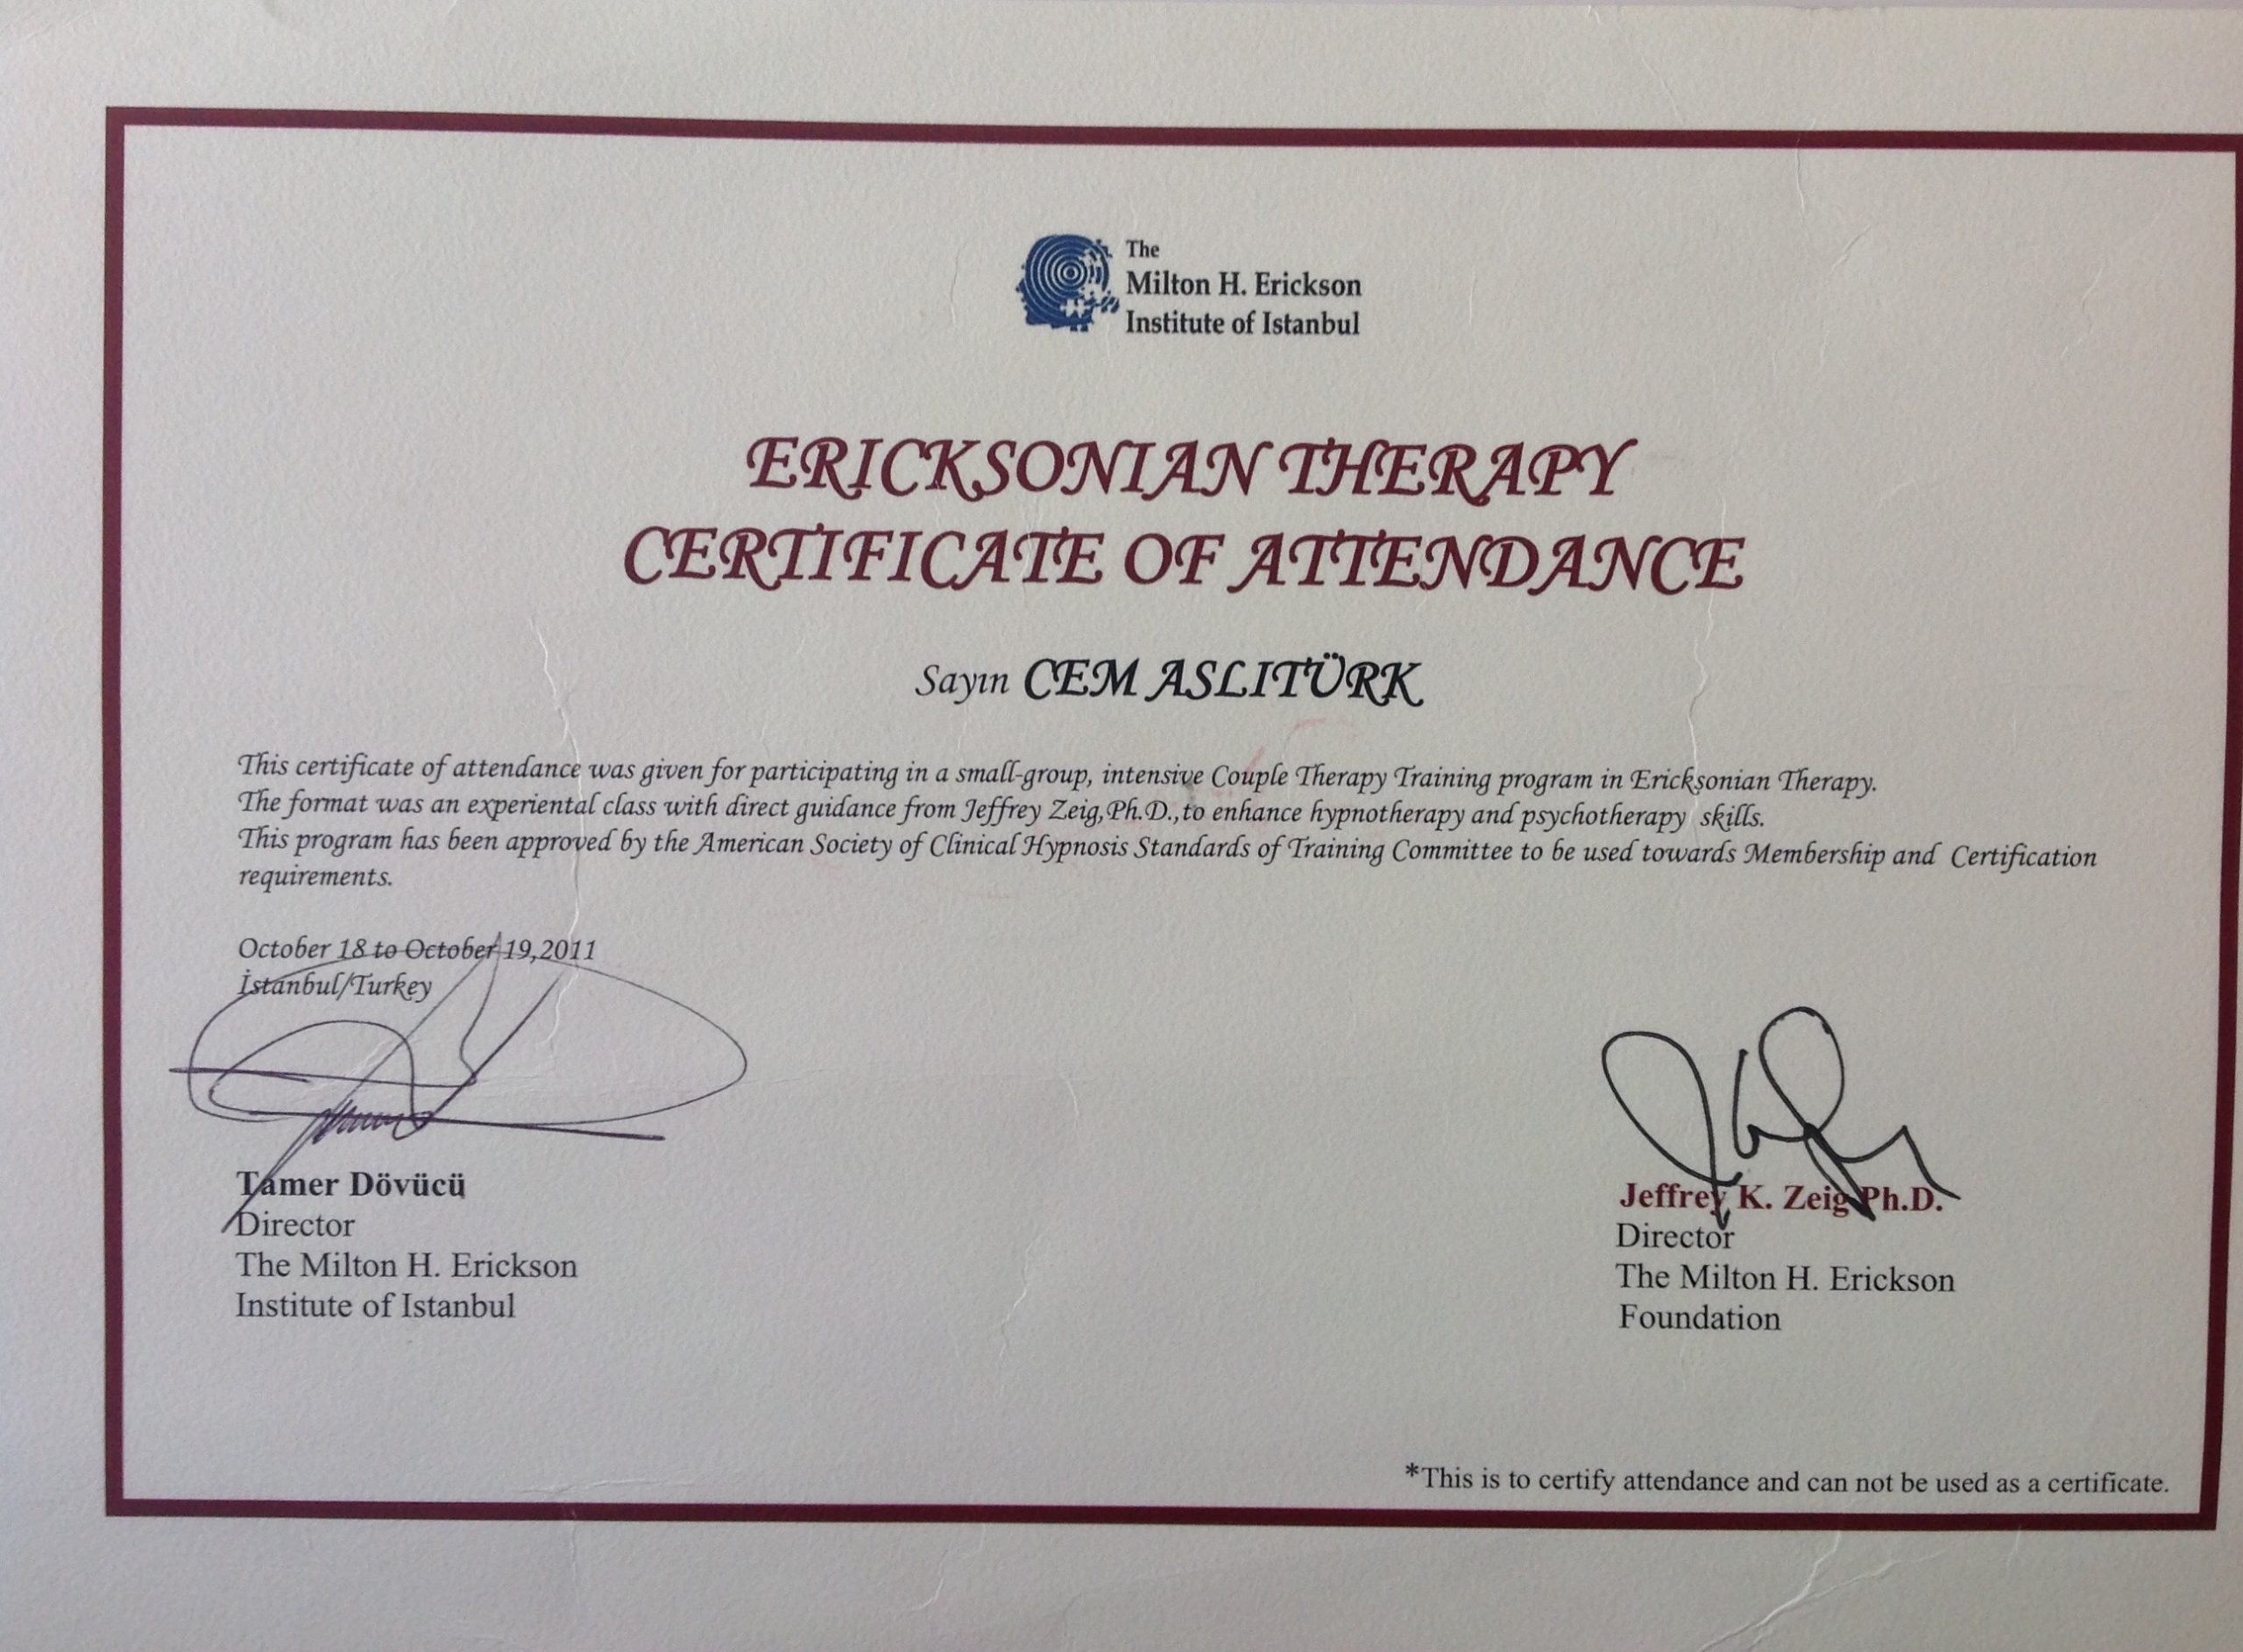 The
Milton H. Erickson
Institute of Istanbul
ERICKSONIAN THERAPY
CERTIFICATE OF ATTENDANCE
Sayın CEM ASLITÜRK
This certificate of attendance was given for participating in a small-group, intensive Couple Therapy Training program in Ericksonian Therapy.
The format was an experiental class with direct guidance from Jeffrey Zeig,Ph.D.,to enhance hypnotherapy and psychotherapy skills.
This program has been approved by the American Society of Clinical Hypnosis Standards of Training Committee to be used towards Membership and Certification
requirements.
October 18 to October 19,2011
İstanbul/Turkey
Tamer Dövücü
Director
The Milton H. Erickson
Institute of Istanbul
Jeffrey K. Zeig Ph.D.
Director
The Milton H. Erickson
Foundation
*This is to certify attendance and can not be used as a certificate.